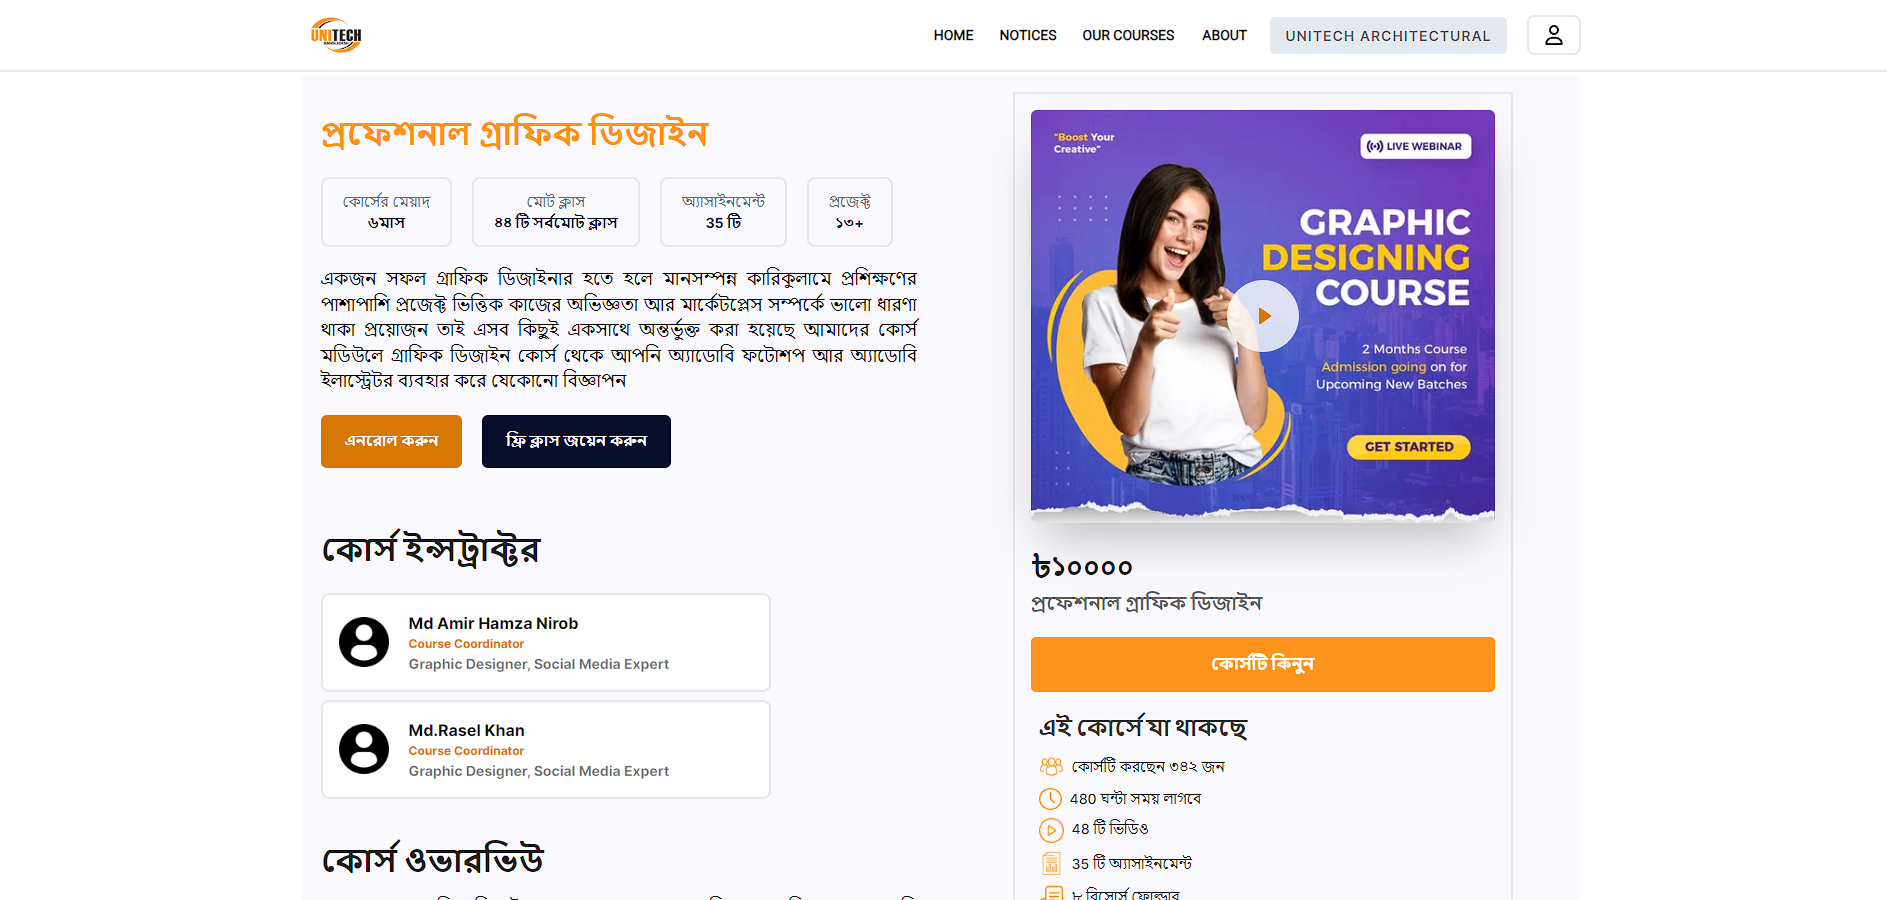 UNITECH
BANGLADESH
HOME NOTICES OUR COURSES ABOUT UNITECH ARCHITECTURAL
প্রফেশনাল গ্রাফিক ডিজাইন
কোর্সের মেয়াদ
৬মাস
মোট ক্লাস
৪৪ টি সর্বমোট ক্লাস
অ্যাসাইনমেন্ট
35 টি
প্রজেক্ট
১৩+
একজন সফল গ্রাফিক ডিজাইনার হতে হলে মানসম্পন্ন কারিকুলামে প্রশিক্ষণের
পাশাপাশি প্রজেক্ট ভিত্তিক কাজের অভিজ্ঞতা আর মার্কেটপ্লেস সম্পর্কে ভালো ধারণা
থাকা প্রয়োজন তাই এসব কিছুই একসাথে অন্তর্ভুক্ত করা হয়েছে আমাদের কোর্স
মডিউলে গ্রাফিক ডিজাইন কোর্স থেকে আপনি অ্যাডোবি ফটোশপ আর অ্যাডোবি
ইলাস্ট্রেটর ব্যবহার করে যেকোনো বিজ্ঞাপন
এনরোল করুন
ফ্রি ক্লাস জয়েন করুন
কোর্স ইন্সট্রাক্টর
Md Amir Hamza Nirob
Course Coordinator
Graphic Designer, Social Media Expert
Md.Rasel Khan
Course Coordinator
Graphic Designer, Social Media Expert
কোর্স ওভারভিউ
"Boost Your
Creative"
LIVE WEBINAR
GRAPHIC
DESIGNING
COURSE
2 Months Course
Admission going on for
Upcoming New Batches
GET STARTED
৳১০০০০
প্রফেশনাল গ্রাফিক ডিজাইন
কোর্সটি কিনুন
এই কোর্সে যা থাকছে
কোর্সটি করছেন ৩৪২ জন
480 ঘন্টা সময় লাগবে
48 টি ভিডিও
35 টি অ্যাসাইনমেন্ট
৮ রিসোর্স ফোল্ডার